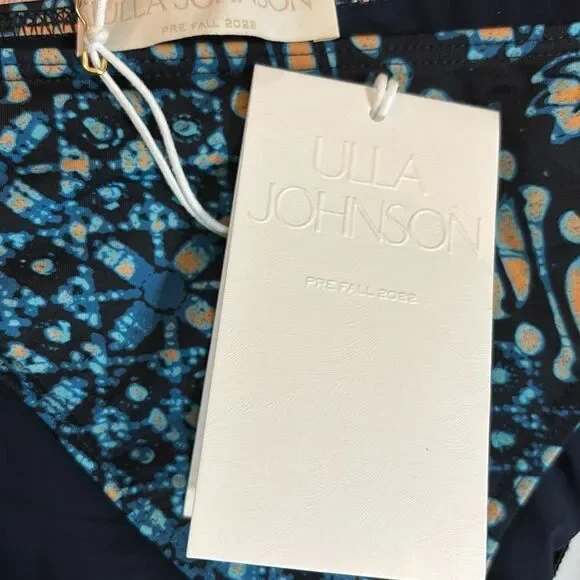 ULLA JOHNSON
PRE FALL 2022
ULLA
JOHNSON
PRE FALL 2022